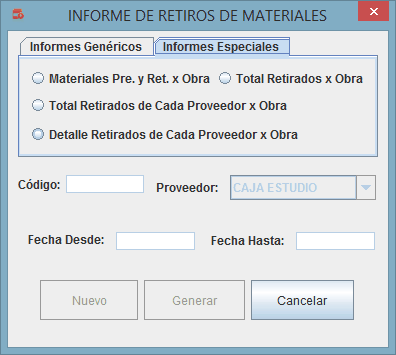 INFORME DE RETIROS DE MATERIALES
Informes Genéricos Informes Especiales
Materiales Pre. y Ret. x Obra Total Retirados x Obra
Total Retirados de Cada Proveedor x Obra
Detalle Retirados de Cada Proveedor x Obra
Código: Proveedor: CAJA ESTUDIO
Fecha Desde: Fecha Hasta:
Nuevo Generar Cancelar